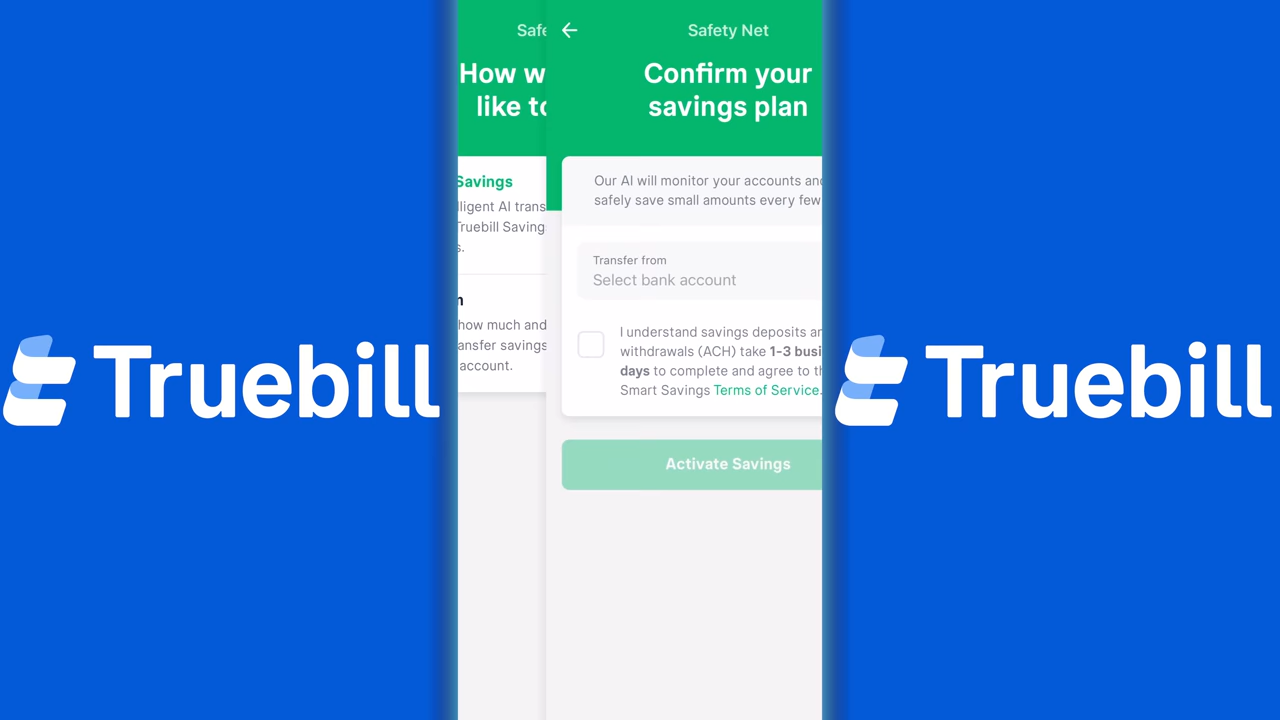 Truebill
Safe
How w
like to
Savings
lligent AI trans
Truebill Saving
s.
n
how much and
ansfer savings
account.
Safety Net
Confirm your
savings plan
Our AI will monitor your accounts and
safely save small amounts every few
Transfer from
Select bank account
I understand savings deposits an
withdrawals (ACH) take 1-3 busi
days to complete and agree to th
Smart Savings Terms of Service.
Activate Savings
Truebill